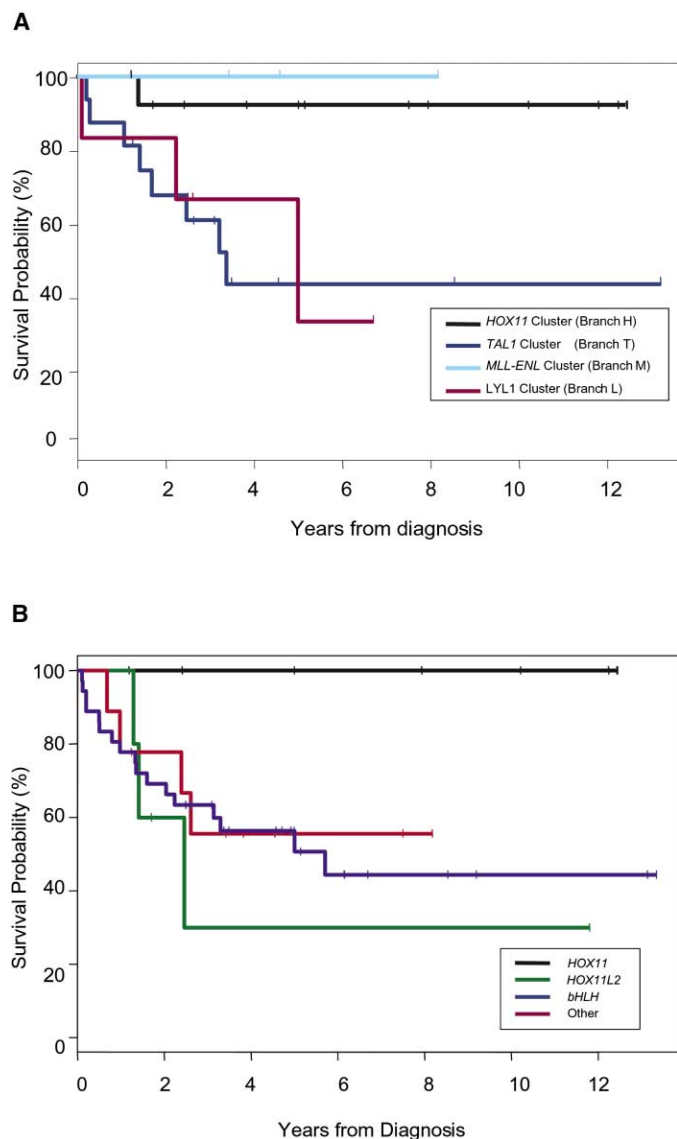 A
Survival Probability (%)
100
80
60
40
20
0
HOX11 Cluster (Branch H)
TAL1 Cluster (Branch T)
MLL-ENL Cluster (Branch M)
LYL1 Cluster (Branch L)
0 2 4 6 8 10 12
Years from diagnosis
B
Survival Probability (%)
100
80
60
40
20
0
HOX11
HOX11L2
bHLH
Other
0 2 4 6 8 10 12
Years from Diagnosis